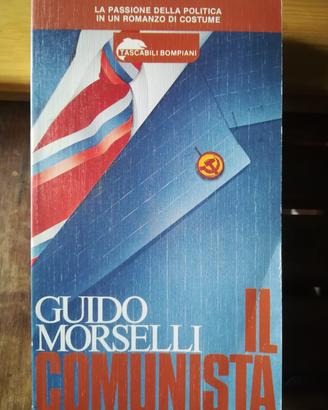 LA PASSIONE DELLA POLITICA
IN UN ROMANZO DI COSTUME
TASCABILI BOMPIANI
GUIDO
MORSELLI
IL
COMUNISTA